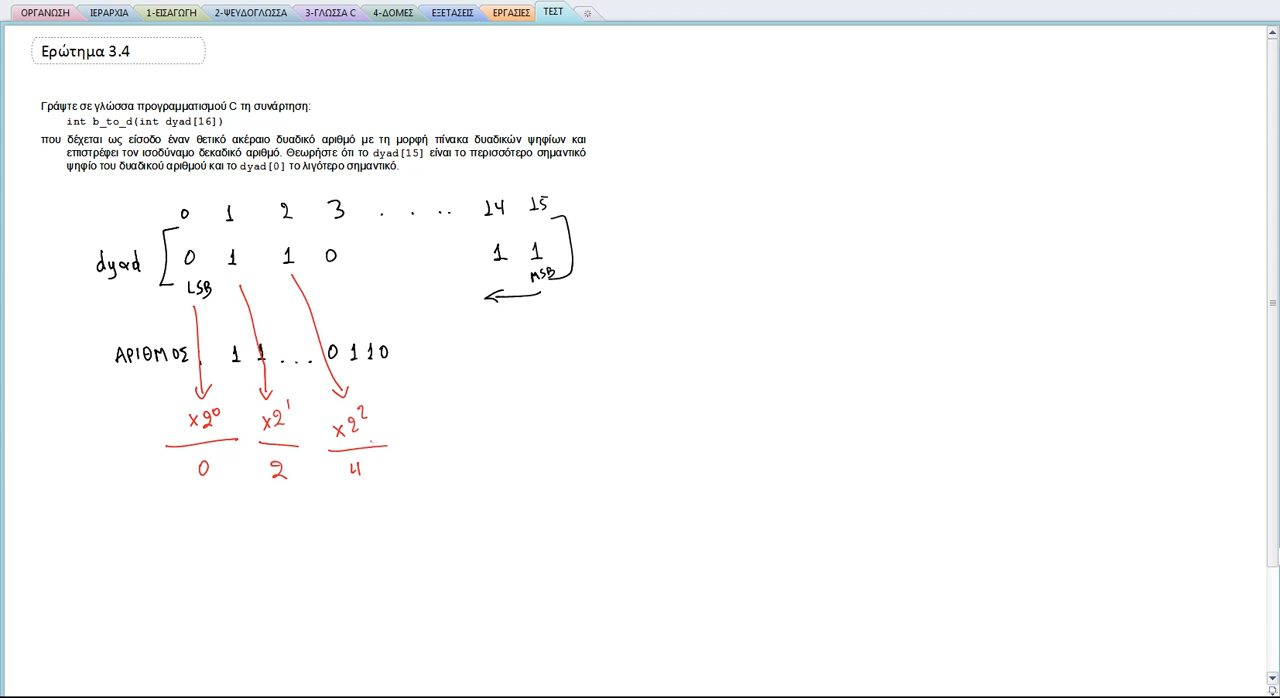 ΟΡΓΑΝΩΣΗ ΙΕΡΑΡΧΙΑ 1-ΕΙΣΑΓΩΓΗ 2-ΨΕΥΔΟΓΛΩΣΣΑ 3-ΓΛΩΣΣΑ C 4-ΔΟΜΕΣ ΕΞΕΤΑΣΕΙΣ ΕΡΓΑΣΙΕΣ ΤΕΣΤ
Ερώτημα 3.4
Γράψτε σε γλώσσα προγραμματισμού C τη συνάρτηση:
int b_to_d(int dyad[16])
που δέχεται ως είσοδο έναν θετικό ακέραιο δυαδικό αριθμό με τη μορφή πίνακα δυαδικών ψηφίων και
επιστρέφει τον ισοδύναμο δεκαδικό αριθμό. Θεωρήστε ότι το dyad[15] είναι το περισσότερο σημαντικό
ψηφίο του δυαδικού αριθμού και το dyad[0] το λιγότερο σημαντικό.
0 1 2 3 . . . . 14 15
dyad [ 0 1 1 0 1 1 ]
LSB MSB
ΑΡΙΘΜΟΣ 1 1 ... 0 1 1 0
x2⁰ x2¹ x2²
0 2 4